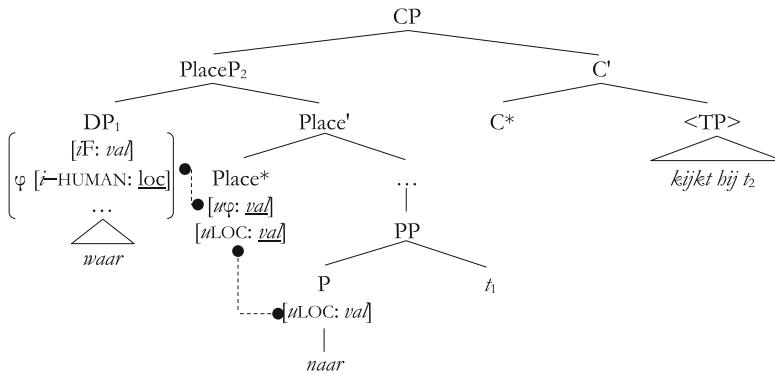 CP
PlaceP₂ C'
DP₁ Place' C* <TP>
[iF: val]
φ [i–HUMAN: loc] Place* … kijkt hij t₂
… [uφ: val]
[uLOC: val] PP
waar
P t₁
[uLOC: val]
naar